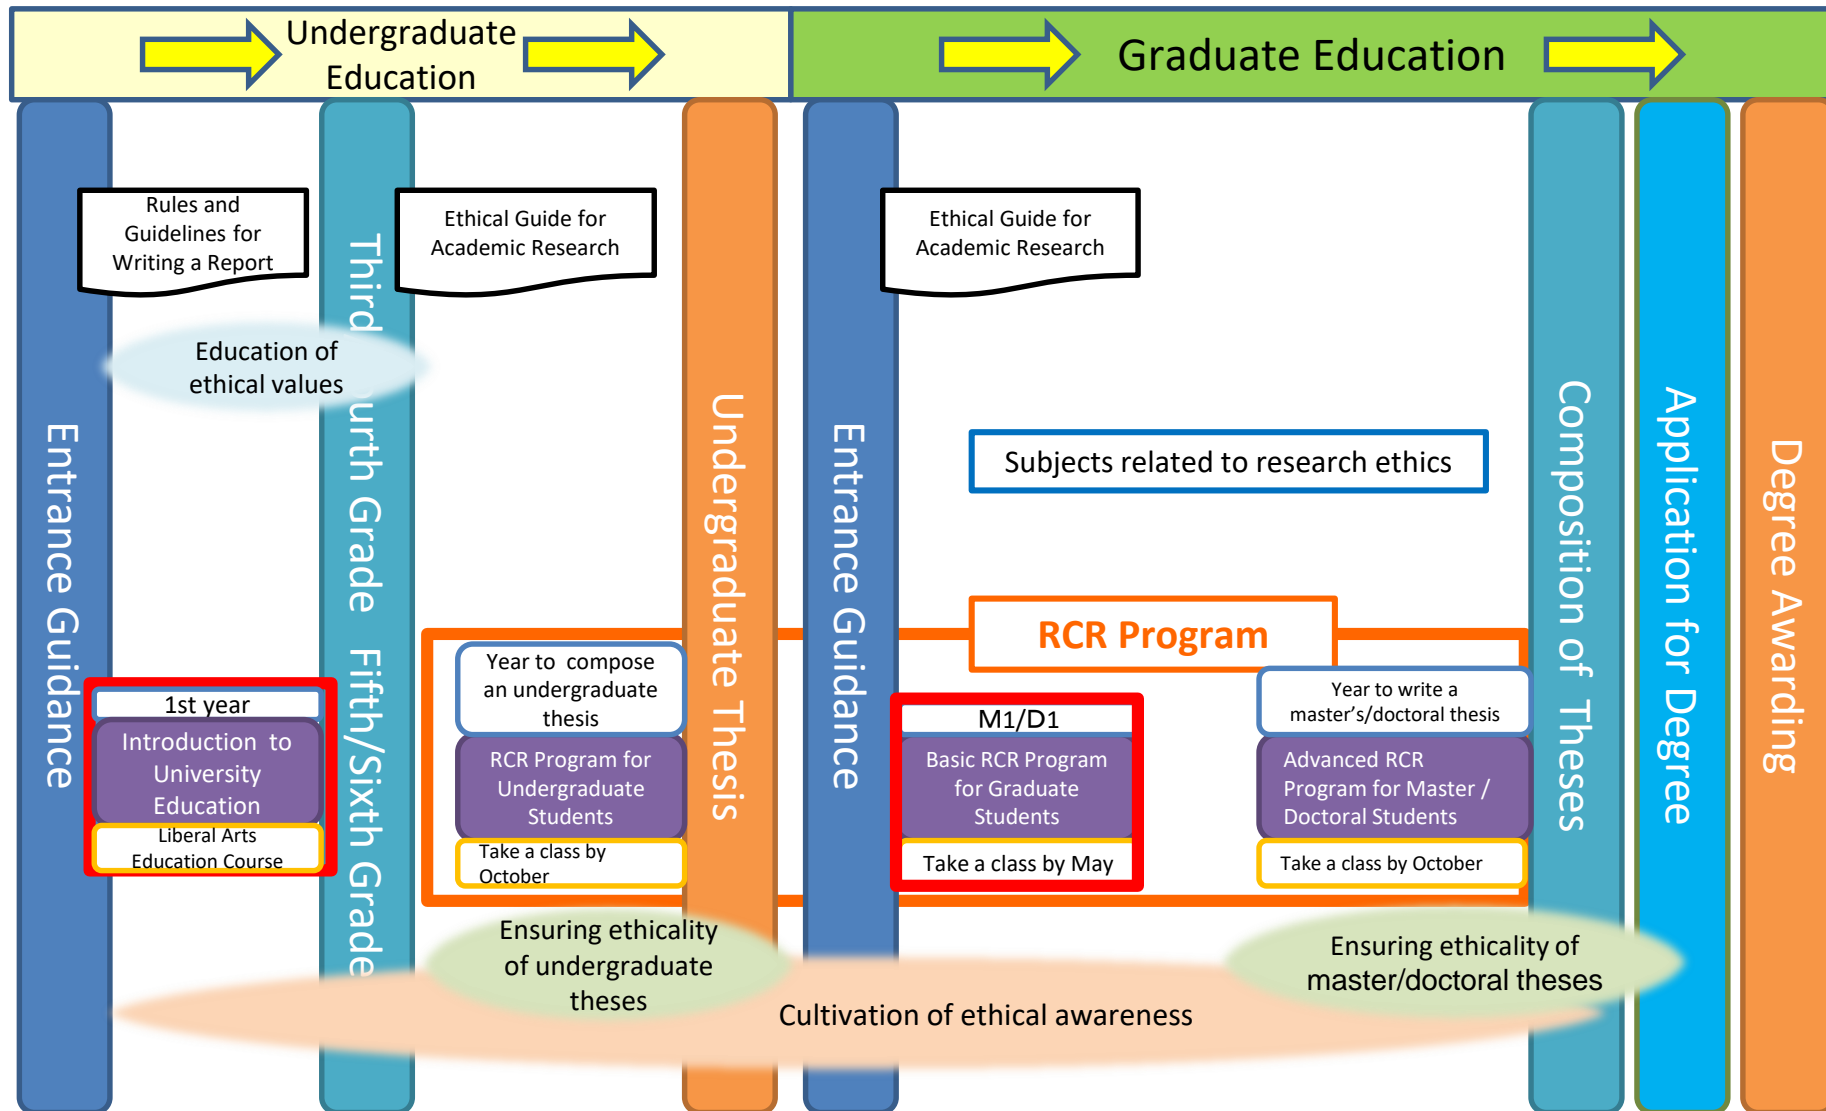 Undergraduate
Education
Graduate Education
Entrance Guidance
Rules and
Guidelines for
Writing a Report
Education of
ethical values
1st year
Introduction to
University
Education
Liberal Arts
Education Course
Third
urth Grade
Fifth/Sixth Grade
Ethical Guide for
Academic Research
Year to compose
an undergraduate
thesis
RCR Program for
Undergraduate
Students
Take a class by
October
Ensuring ethicality
of undergraduate
theses
Undergraduate Thesis
Entrance Guidance
Ethical Guide for
Academic Research
Subjects related to research ethics
RCR Program
M1/D1
Basic RCR Program
for Graduate
Students
Take a class by May
Year to write a
master's/doctoral thesis
Advanced RCR
Program for Master /
Doctoral Students
Take a class by October
Ensuring ethicality of
master/doctoral theses
Cultivation of ethical awareness
Composition of Theses
Application for Degree
Degree Awarding